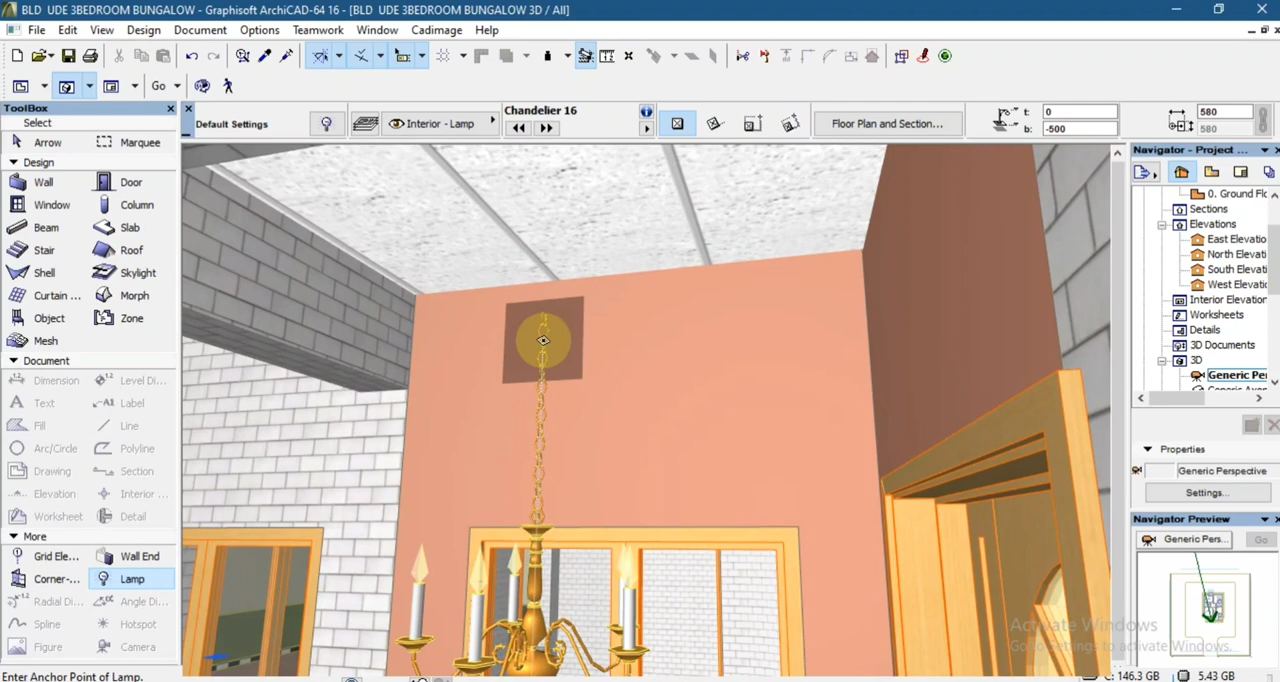 BLD  UDE 3BEDROOM BUNGALOW - Graphisoft ArchiCAD-64 16 - [BLD  UDE 3BEDROOM BUNGALOW 3D / All]
File Edit View Design Document Options Teamwork Window Cadimage Help
Go
ToolBox
Select
Arrow Marquee
Design
Wall Door
Window Column
Beam Slab
Stair Roof
Shell Skylight
Curtain ... Morph
Object Zone
Mesh
Document
Dimension Level Di...
Text Label
Fill Line
Arc/Circle Polyline
Drawing Section
Elevation Interior ...
Worksheet Detail
More
Grid Ele... Wall End
Corner-... Lamp
Radial Di... Angle Di...
Spline Hotspot
Figure Camera
Enter Anchor Point of Lamp.
Default Settings
Interior - Lamp
Chandelier 16
Floor Plan and Section...
t: 0
b: -500
580
580
Navigator - Project ...
0. Ground Flo
Sections
Elevations
East Elevatio
North Elevati
South Elevati
West Elevatio
Interior Elevation
Worksheets
Details
3D Documents
3D
Generic Per
Properties
Generic Perspective
Settings...
Navigator Preview
Generic Pers...
Go
Activate Windows
Go to Settings to activate Windows.
C: 146.3 GB
5.43 GB